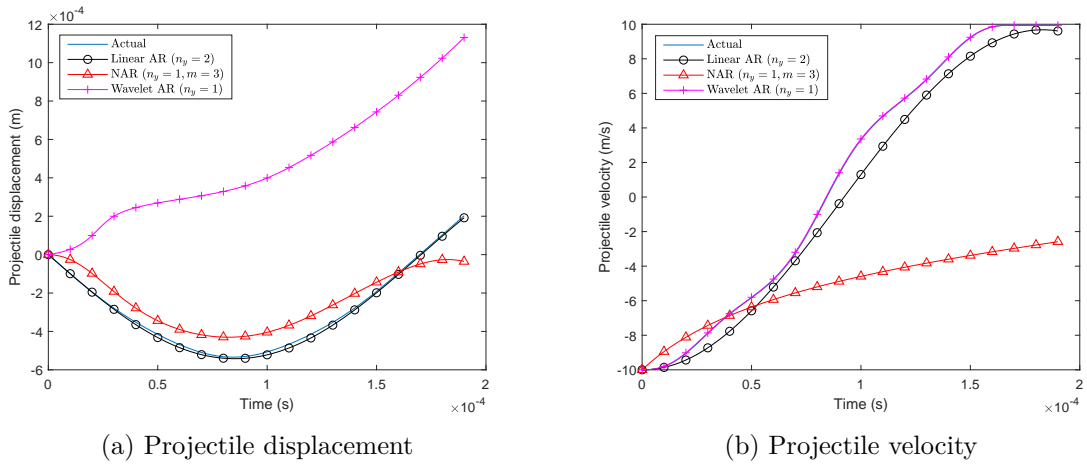 ×10⁻⁴
12
10
8
6
4
2
0
-2
-4
-6
Projectile displacement (m)
Actual
Linear AR (n_y = 2)
NAR (n_y = 1, m = 3)
Wavelet AR (n_y = 1)
0
0.5
1
1.5
2
Time (s)
×10⁻⁴
(a) Projectile displacement
10
8
6
4
2
0
-2
-4
-6
-8
-10
Projectile velocity (m/s)
Actual
Linear AR (n_y = 2)
NAR (n_y = 1, m = 3)
Wavelet AR (n_y = 1)
0
0.5
1
1.5
2
Time (s)
×10⁻⁴
(b) Projectile velocity